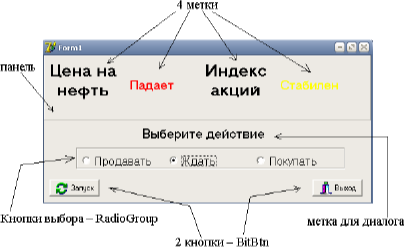 4 метки
Form1
панель
Цена на
нефть
Падает
Индекс
акций
Стабилен
Выберите действие
Продавать
Ждать
Покупать
Запуск
Выход
Кнопки выбора – RadioGroup
2 кнопки – BitBtn
метка для диалога